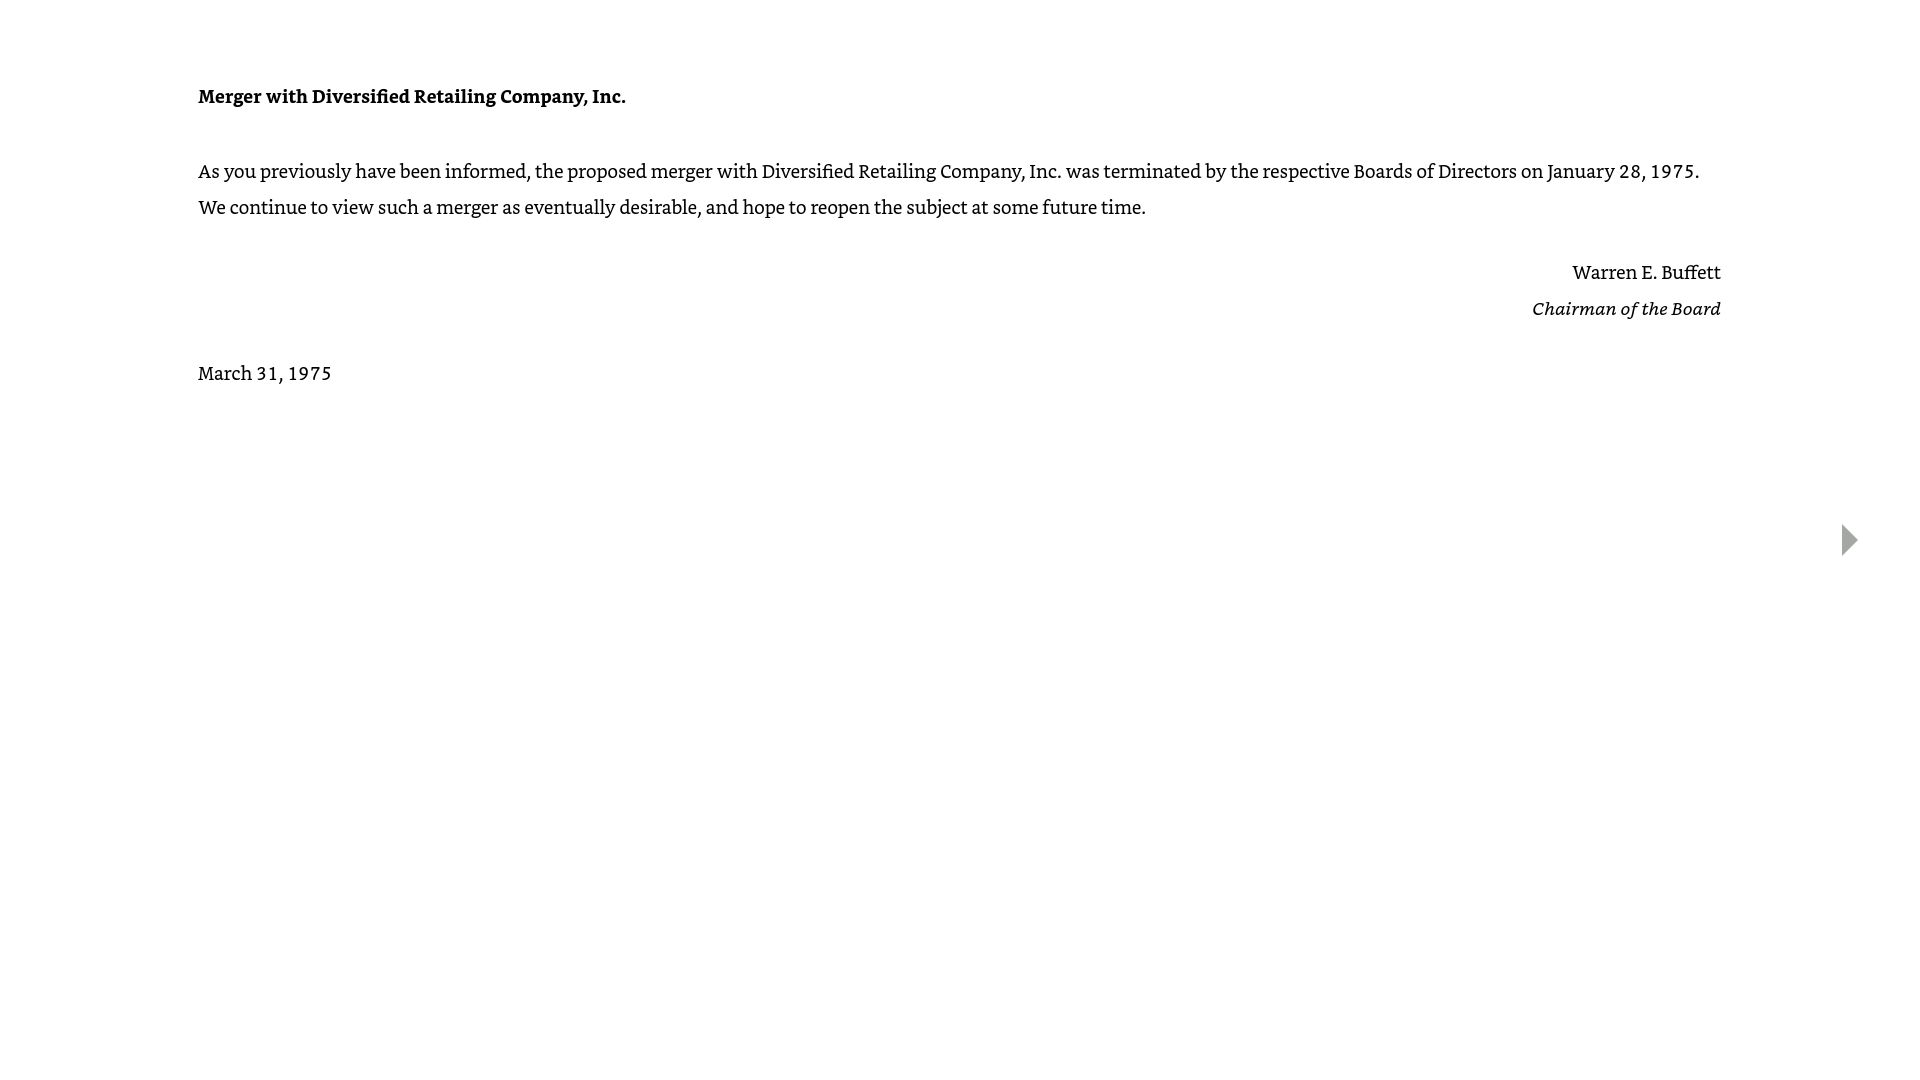 Merger with Diversified Retailing Company, Inc.
As you previously have been informed, the proposed merger with Diversified Retailing Company, Inc. was terminated by the respective Boards of Directors on January 28, 1975.
We continue to view such a merger as eventually desirable, and hope to reopen the subject at some future time.
Warren E. Buffett
Chairman of the Board
March 31, 1975